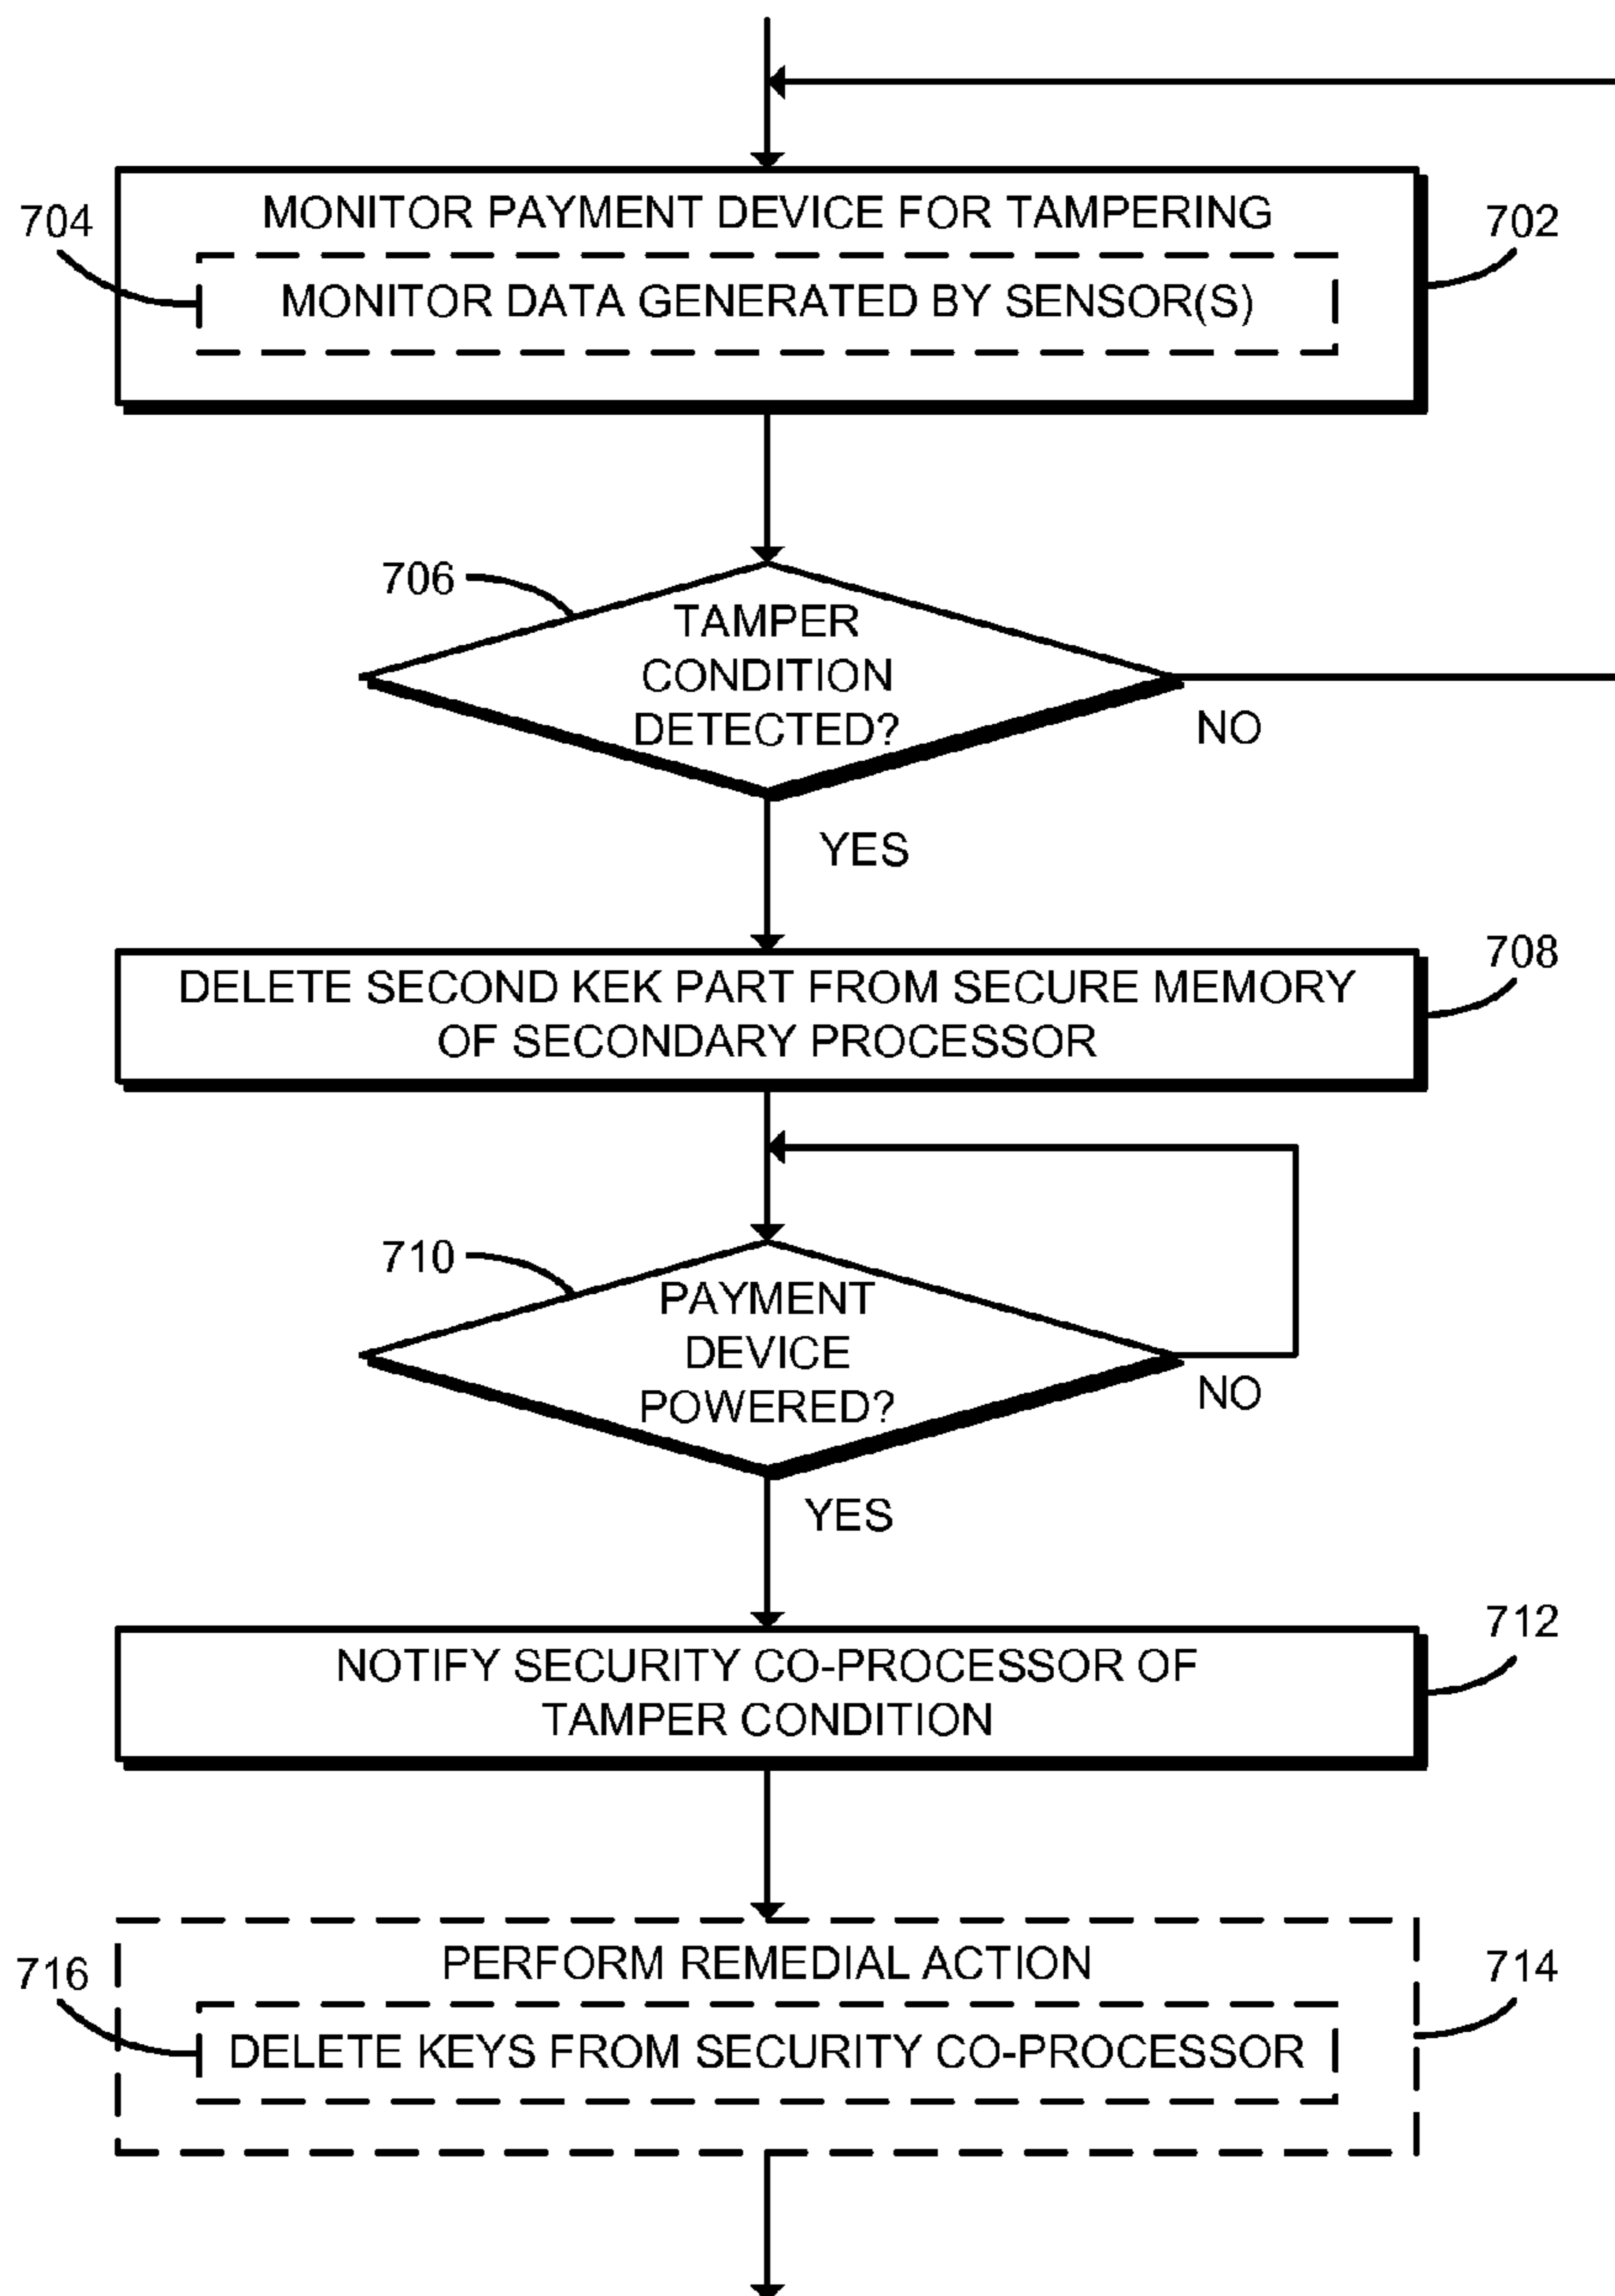 MONITOR PAYMENT DEVICE FOR TAMPERING
704
702
MONITOR DATA GENERATED BY SENSOR(S)
706
TAMPER
CONDITION
DETECTED?
NO
YES
708
DELETE SECOND KEK PART FROM SECURE MEMORY
OF SECONDARY PROCESSOR
710
PAYMENT
DEVICE
POWERED?
NO
YES
712
NOTIFY SECURITY CO-PROCESSOR OF
TAMPER CONDITION
PERFORM REMEDIAL ACTION
716
714
DELETE KEYS FROM SECURITY CO-PROCESSOR